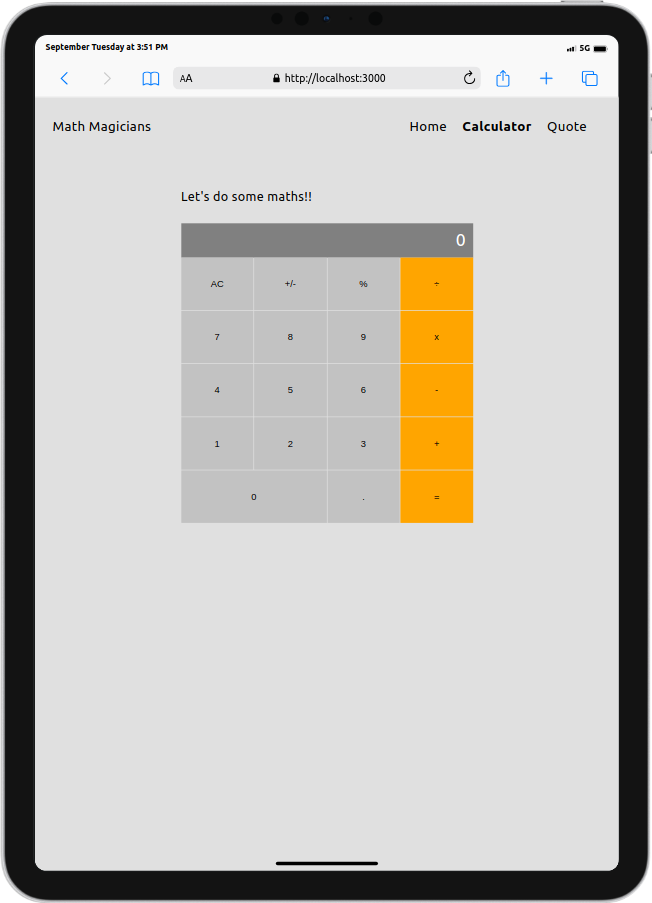 September Tuesday at 3:51 PM 5G
AA http://localhost:3000
Math Magicians Home Calculator Quote
Let's do some maths!!
0
AC +/- % ÷
7 8 9 x
4 5 6 -
1 2 3 +
0 . =